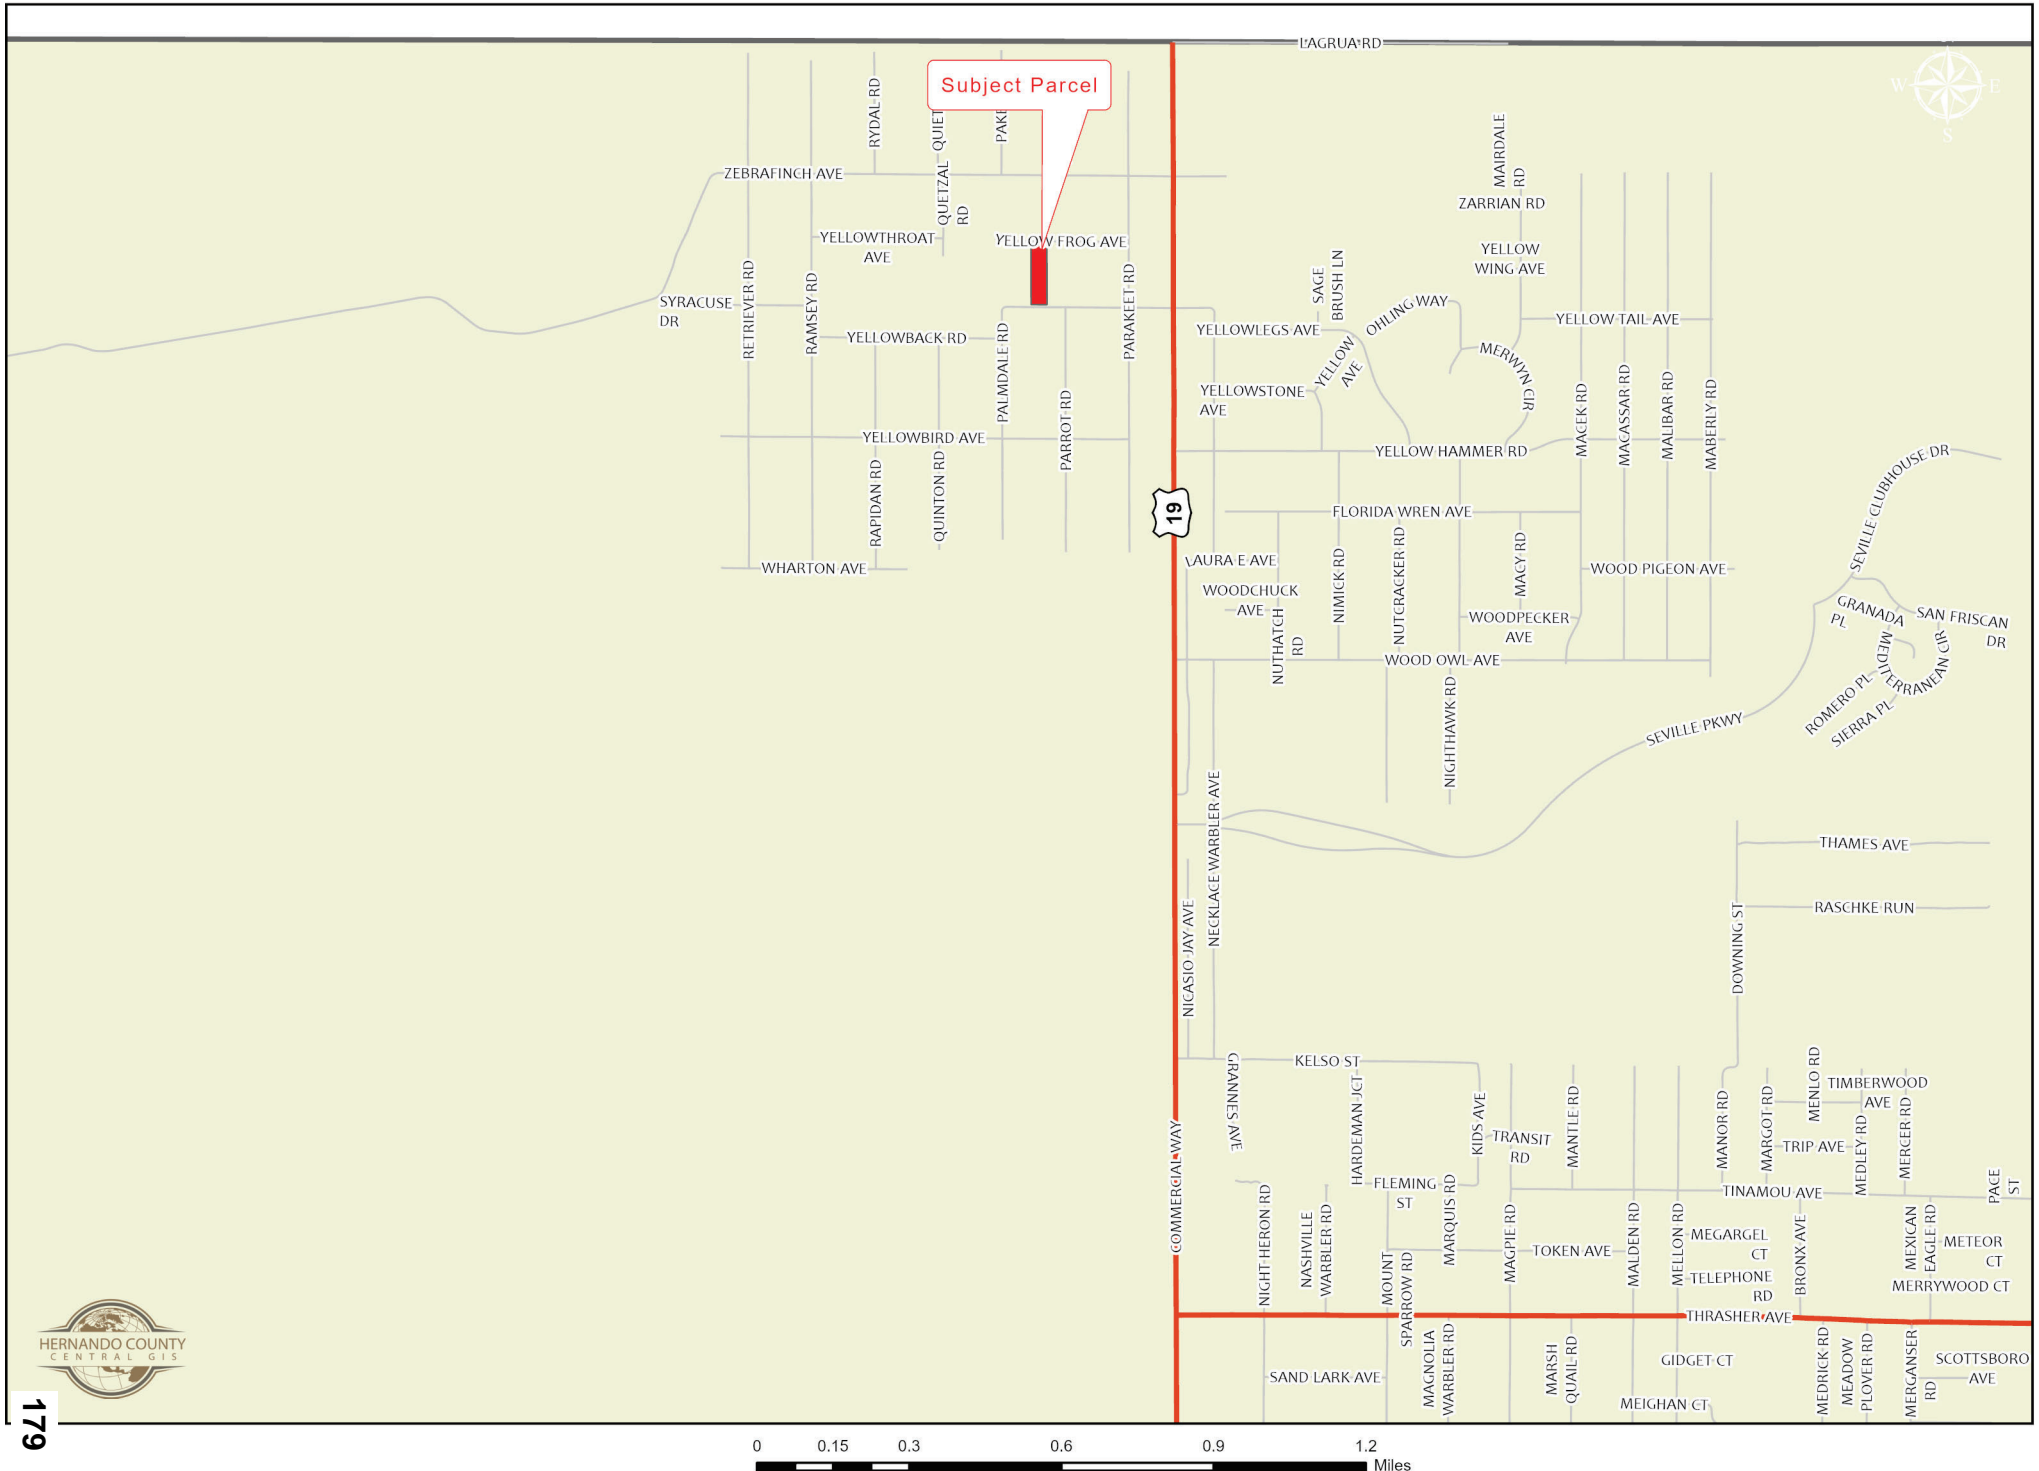 LAGRUA RD
W
E
S
Subject Parcel
RYDAL RD
QUIET
PAKE
MAIRDALE
RD
ZEBRAFINCH AVE
QUETZAL
RD
ZARRIAN RD
YELLOWTHROAT
AVE
YELLOW FROG AVE
YELLOW
WING AVE
RETRIEVER RD
RAMSEY RD
PARAKEET RD
SAGE
BRUSH LN
SYRACUSE
DR
OHLING WAY
YELLOWLEGS AVE
YELLOW TAIL AVE
YELLOWBACK RD
PALMDALE RD
YELLOW
AVE
MERWYN CIR
YELLOWSTONE
AVE
PARROT RD
MACEK RD
MACASSAR RD
MALIBAR RD
MABERLY RD
YELLOWBIRD AVE
YELLOW HAMMER RD
SEVILLE CLUBHOUSE DR
RAPIDAN RD
QUINTON RD
19
FLORIDA WREN AVE
WHARTON AVE
LAURA E AVE
NIMICK RD
NUTCRACKER RD
MACY RD
WOOD PIGEON AVE
WOODCHUCK
AVE
NUTHATCH
RD
WOODPECKER
AVE
GRANADA
PL
SAN FRISCAN
DR
MEDITERRANEAN CIR
WOOD OWL AVE
ROMERO PL
SIERRA PL
NIGHTHAWK RD
SEVILLE PKWY
NECKLACE WARBLER AVE
THAMES AVE
NICASIO JAY AVE
RASCHKE RUN
DOWNING ST
GRANNES AVE
KELSO ST
HARDEMAN JCT
KIDS AVE
TRANSIT
RD
MANTLE RD
MANOR RD
MARGOT RD
MENLO RD
TIMBERWOOD
AVE
TRIP AVE
MEDLEY RD
MERCER RD
COMMERCIAL WAY
FLEMING
ST
MARQUIS RD
TINAMOU AVE
PACE
ST
NIGHT HERON RD
NASHVILLE
WARBLER RD
MOUNT
SPARROW RD
MAGPIE RD
TOKEN AVE
MALDEN RD
MELLON RD
MEGARGEL
CT
TELEPHONE
RD
BRONX AVE
MEXICAN
EAGLE RD
METEOR
CT
MERRYWOOD CT
THRASHER AVE
MAGNOLIA
WARBLER RD
MARSH
QUAIL RD
GIDGET CT
MEDRICK RD
MEADOW
PLOVER RD
MERGANSER
RD
SCOTTSBORO
AVE
SAND LARK AVE
MEIGHAN CT
HERNANDO COUNTY
CENTRAL GIS
179
0 0.15 0.3 0.6 0.9 1.2
Miles